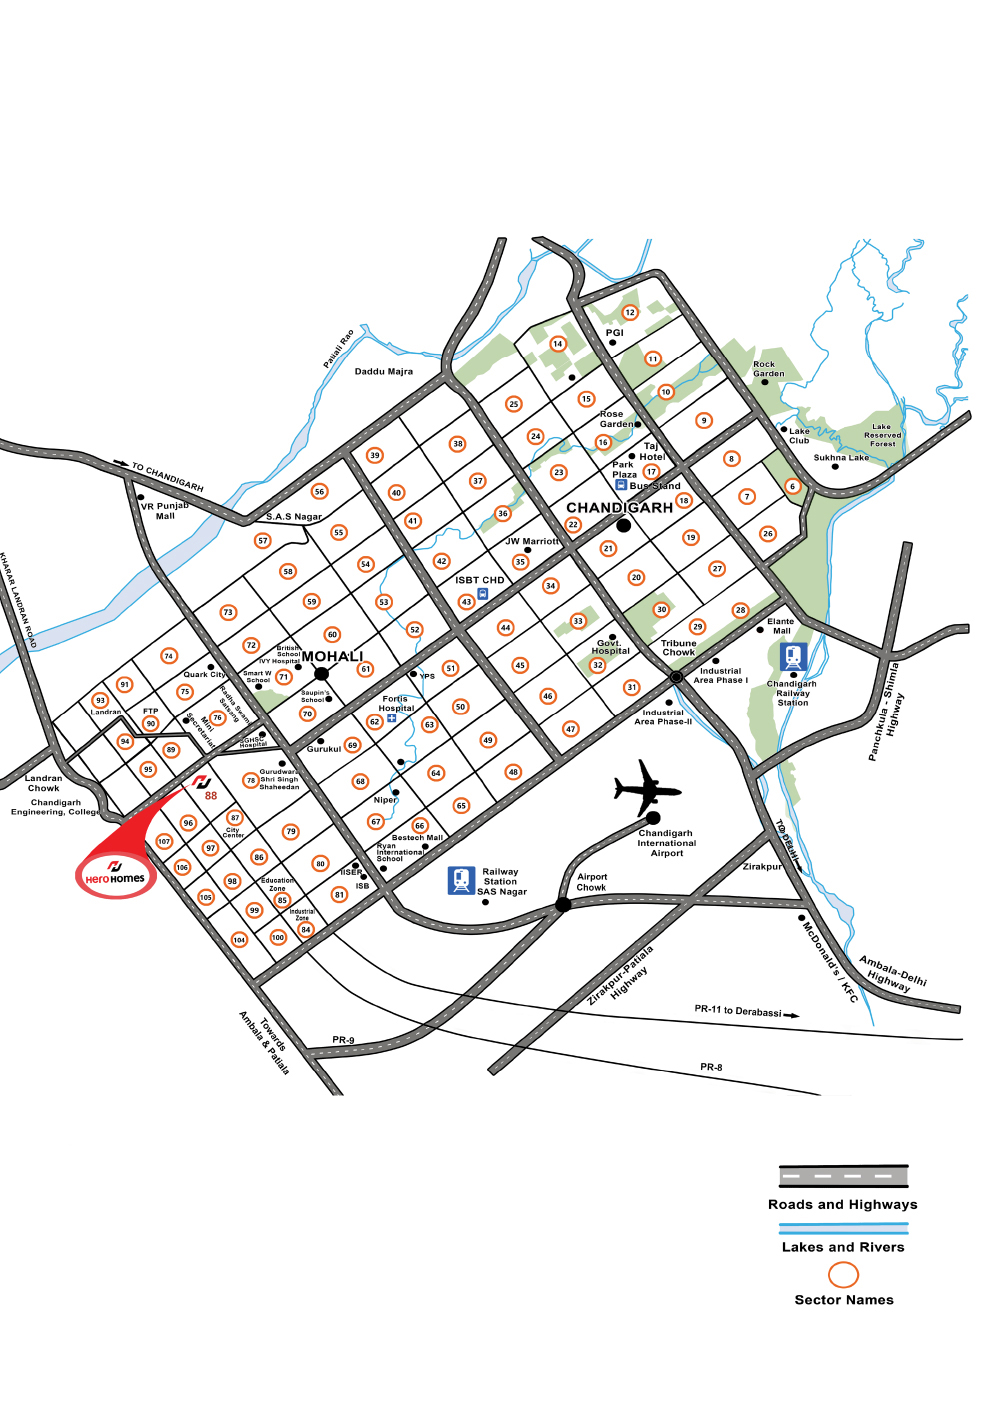 12
PGI
14
11
Patiali Rao
Daddu Majra
Rock
Garden
10
15
25
9
Rose
Garden
Lake
Club
Lake
Reserved
Forest
24
16
38
Taj
Hotel
39
8
Sukhna Lake
Park
Plaza
17
23
TO CHANDIGARH
37
6
Bus Stand
56
40
7
18
VR Punjab
Mall
CHANDIGARH
36
S.A.S Nagar
41
22
55
26
57
JW Marriott
21
19
KHARAR LANDRAN ROAD
42
35
54
58
27
20
ISBT CHD
34
59
53
43
30
28
73
33
Elante
Mall
52
44
29
60
72
British
School
Govt.
Hospital
Tribune
Chowk
74
MOHALI
IVY Hospital
45
32
Chandigarh
Railway
Station
Quark City
Smart W
School
71
61
51
YPS
Industrial
Area Phase I
91
75
Saupin's
School
31
46
Panchkula - Shimla
Highway
93
Landran
FTP
90
76
Radha Swami
Satsang
70
Fortis
Hospital
50
62
63
Industrial
Area Phase-II
Mini
Secretariat
47
94
89
SGHSC
Hospital
Gurukul
69
49
95
Gurudwara
Shri Singh
Shaheedan
78
68
64
48
Landran
Chowk
88
Chandigarh
Engineering, College
Niper
65
96
87
City
Center
67
66
79
Chandigarh
International
Airport
TO DELHI
107
97
Bestech Mall
Ryan
International
School
86
80
106
IISER
Zirakpur
HeroHomes
98
Education
Zone
ISB
Railway
Station
SAS Nagar
Airport
Chowk
105
85
81
99
Industrial
Zone
84
104
100
McDonald's / KFC
Zirakpur-Patiala
Highway
Ambala-Delhi
Highway
PR-11 to Derabassi
Towards
Ambala & Patiala
PR-9
PR-8
Roads and Highways
Lakes and Rivers
Sector Names